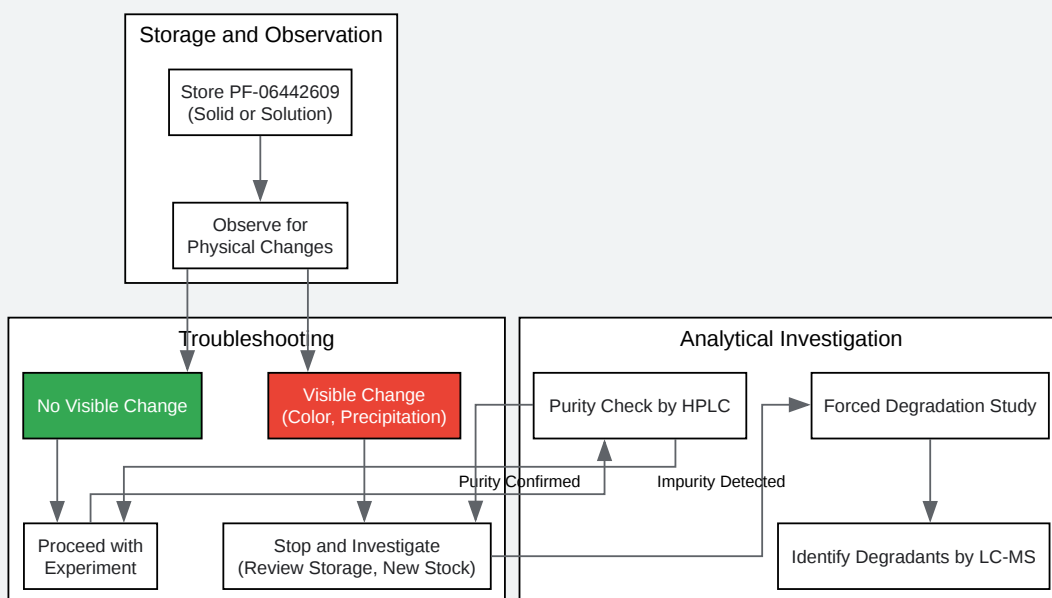 Storage and Observation
Store PF-06442609
(Solid or Solution)
Observe for
Physical Changes
Troubleshooting
No Visible Change
Visible Change
(Color, Precipitation)
Purity Confirmed
Proceed with
Experiment
Stop and Investigate
(Review Storage, New Stock)
Analytical Investigation
Purity Check by HPLC
Forced Degradation Study
Impurity Detected
Identify Degradants by LC-MS